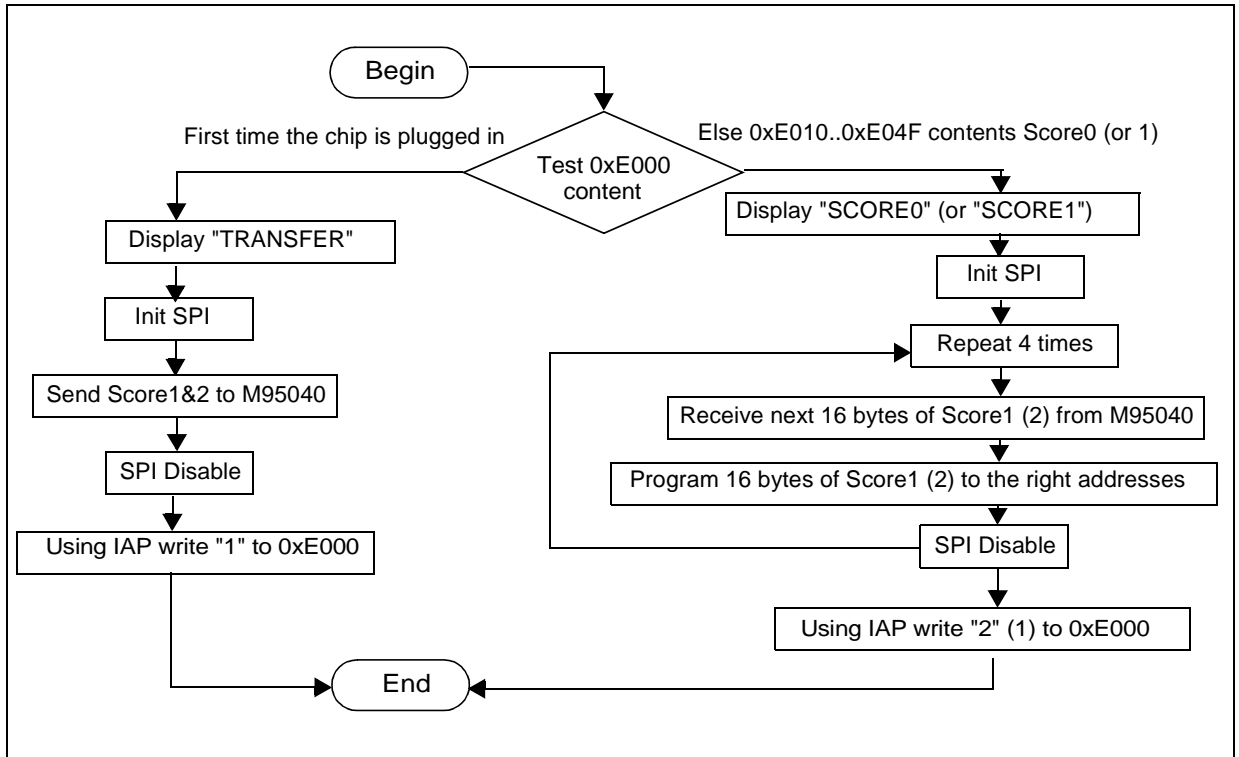 Begin
First time the chip is plugged in
Else 0xE010..0xE04F contents Score0 (or 1)
Test 0xE000
content
Display "TRANSFER"
Init SPI
Send Score1&2 to M95040
SPI Disable
Using IAP write "1" to 0xE000
Display "SCORE0" (or "SCORE1")
Init SPI
Repeat 4 times
Receive next 16 bytes of Score1 (2) from M95040
Program 16 bytes of Score1 (2) to the right addresses
SPI Disable
Using IAP write "2" (1) to 0xE000
End